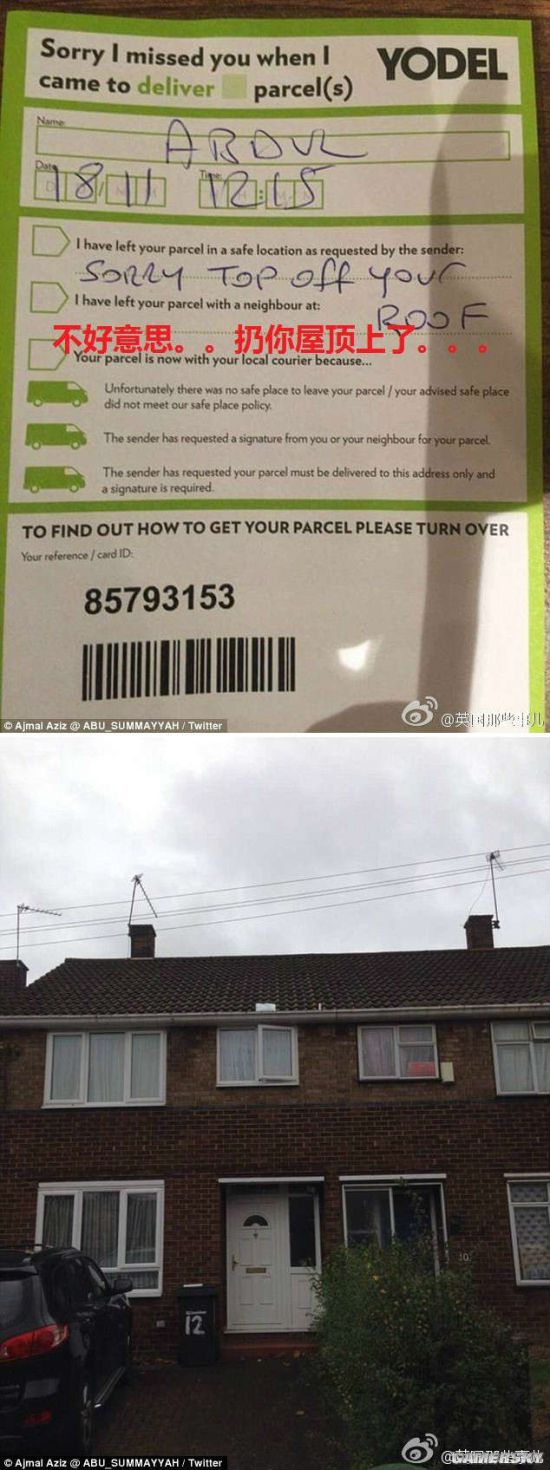 Sorry I missed you when I
came to deliver parcel(s)
YODEL
Name:
ABDUL
Date:
Time:
18/11 12:15
I have left your parcel in a safe location as requested by the sender:
SORRY TOP off your
I have left your parcel with a neighbour at:
ROOF
不好意思。。扔你屋顶上了。。。
Your parcel is now with your local courier because...
Unfortunately there was no safe place to leave your parcel / your advised safe place
did not meet our safe place policy.
The sender has requested a signature from you or your neighbour for your parcel.
The sender has requested your parcel must be delivered to this address only and
a signature is required.
TO FIND OUT HOW TO GET YOUR PARCEL PLEASE TURN OVER
Your reference / card ID:
85793153
© Ajmal Aziz @ ABU_SUMMAYYAH / Twitter
@英国那些事儿
10
12
© Ajmal Aziz @ ABU_SUMMAYYAH / Twitter
GAMERSKY